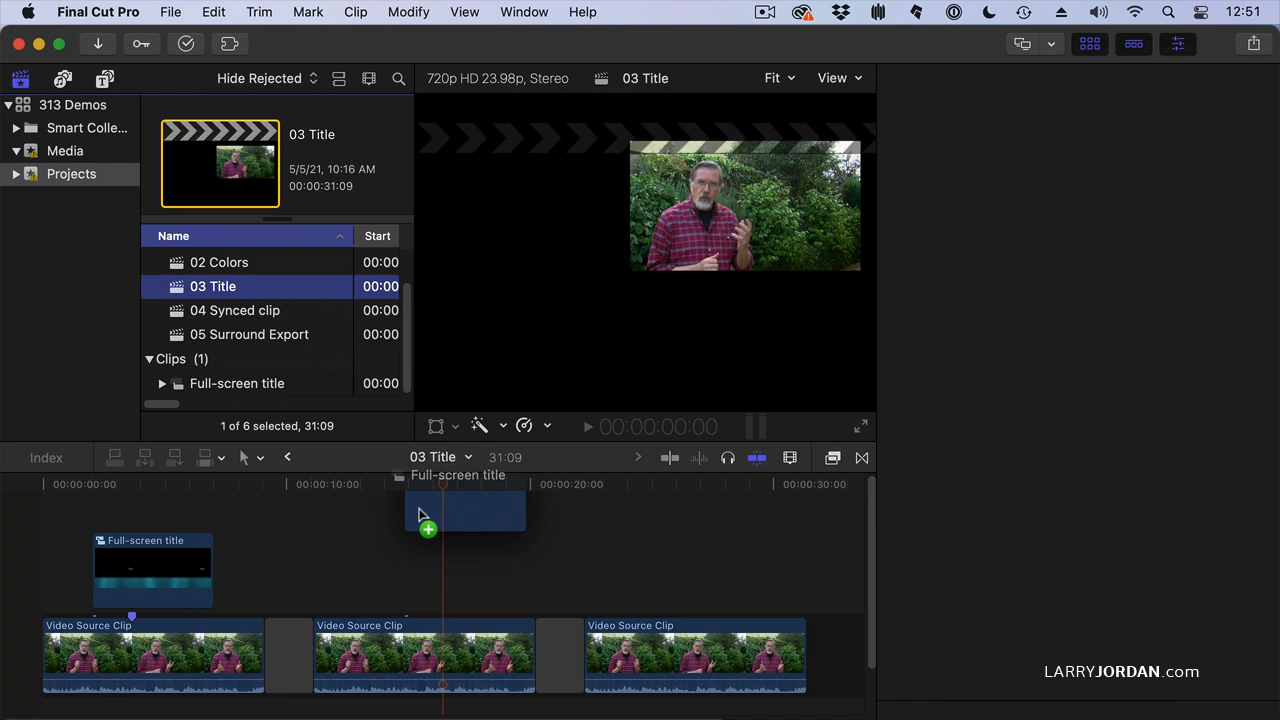 Final Cut Pro File Edit Trim Mark Clip Modify View Window Help 12:51
Hide Rejected 720p HD 23.98p, Stereo 03 Title Fit View
313 Demos
Smart Colle...
Media
Projects
03 Title
5/5/21, 10:16 AM
00:00:31:09
Name Start
02 Colors 00:00
03 Title 00:00
04 Synced clip 00:00
05 Surround Export 00:00
Clips (1)
Full-screen title 00:00
1 of 6 selected, 31:09
00:00:00:00
Index 03 Title 31:09
Full-screen title
00:00:00:00 00:00:10:00 00:00:20:00 00:00:30:00
Full-screen title
Video Source Clip Video Source Clip Video Source Clip
LARRYJORDAN.com